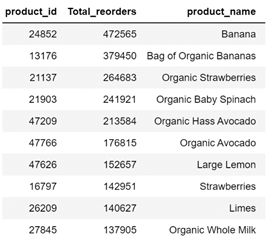 product_id Total_reorders product_name
24852 472565 Banana
13176 379450 Bag of Organic Bananas
21137 264683 Organic Strawberries
21903 241921 Organic Baby Spinach
47209 213584 Organic Hass Avocado
47766 176815 Organic Avocado
47626 152657 Large Lemon
16797 142951 Strawberries
26209 140627 Limes
27845 137905 Organic Whole Milk